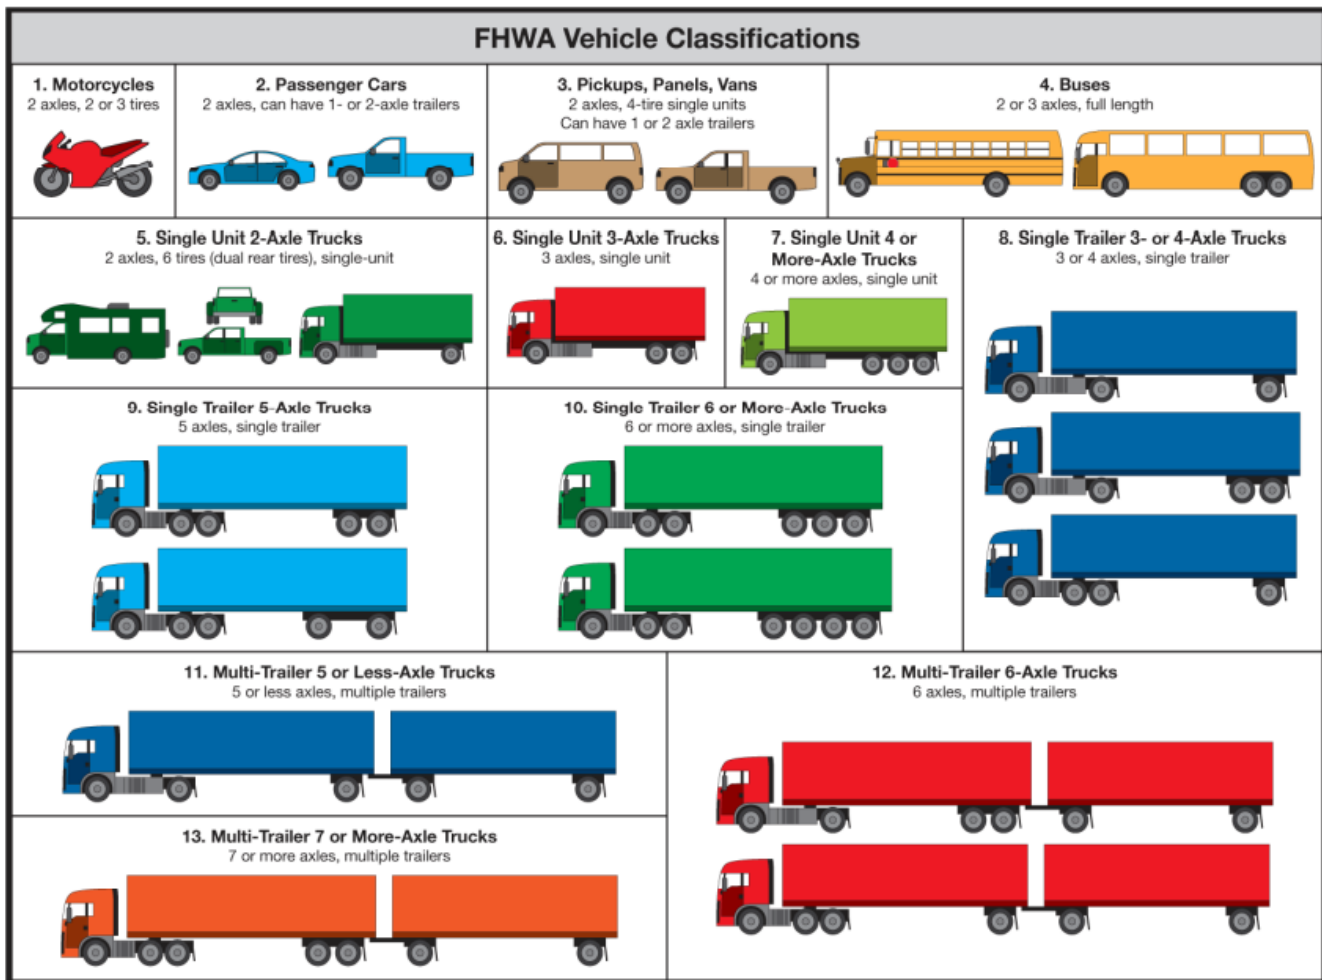 FHWA Vehicle Classifications
1. Motorcycles
2 axles, 2 or 3 tires
2. Passenger Cars
2 axles, can have 1- or 2-axle trailers
3. Pickups, Panels, Vans
2 axles, 4-tire single units
Can have 1 or 2 axle trailers
4. Buses
2 or 3 axles, full length
5. Single Unit 2-Axle Trucks
2 axles, 6 tires (dual rear tires), single-unit
6. Single Unit 3-Axle Trucks
3 axles, single unit
7. Single Unit 4 or
More-Axle Trucks
4 or more axles, single unit
8. Single Trailer 3- or 4-Axle Trucks
3 or 4 axles, single trailer
9. Single Trailer 5-Axle Trucks
5 axles, single trailer
10. Single Trailer 6 or More-Axle Trucks
6 or more axles, single trailer
11. Multi-Trailer 5 or Less-Axle Trucks
5 or less axles, multiple trailers
12. Multi-Trailer 6-Axle Trucks
6 axles, multiple trailers
13. Multi-Trailer 7 or More-Axle Trucks
7 or more axles, multiple trailers